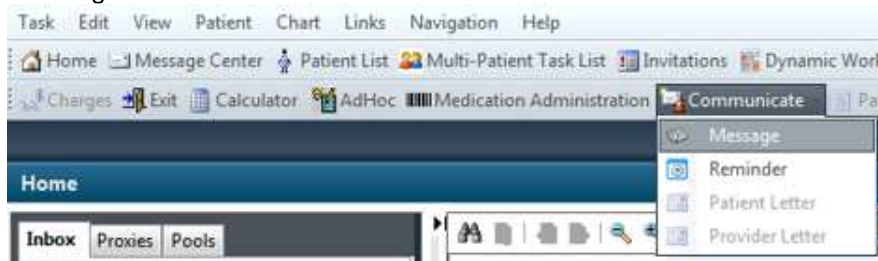 Task Edit View Patient Chart Links Navigation Help
Home Message Center Patient List Multi-Patient Task List Invitations Dynamic Worl
Charges Exit Calculator AdHoc Medication Administration Communicate Pa
Message
Home
Reminder
Patient Letter
Inbox Proxies Pools
Provider Letter